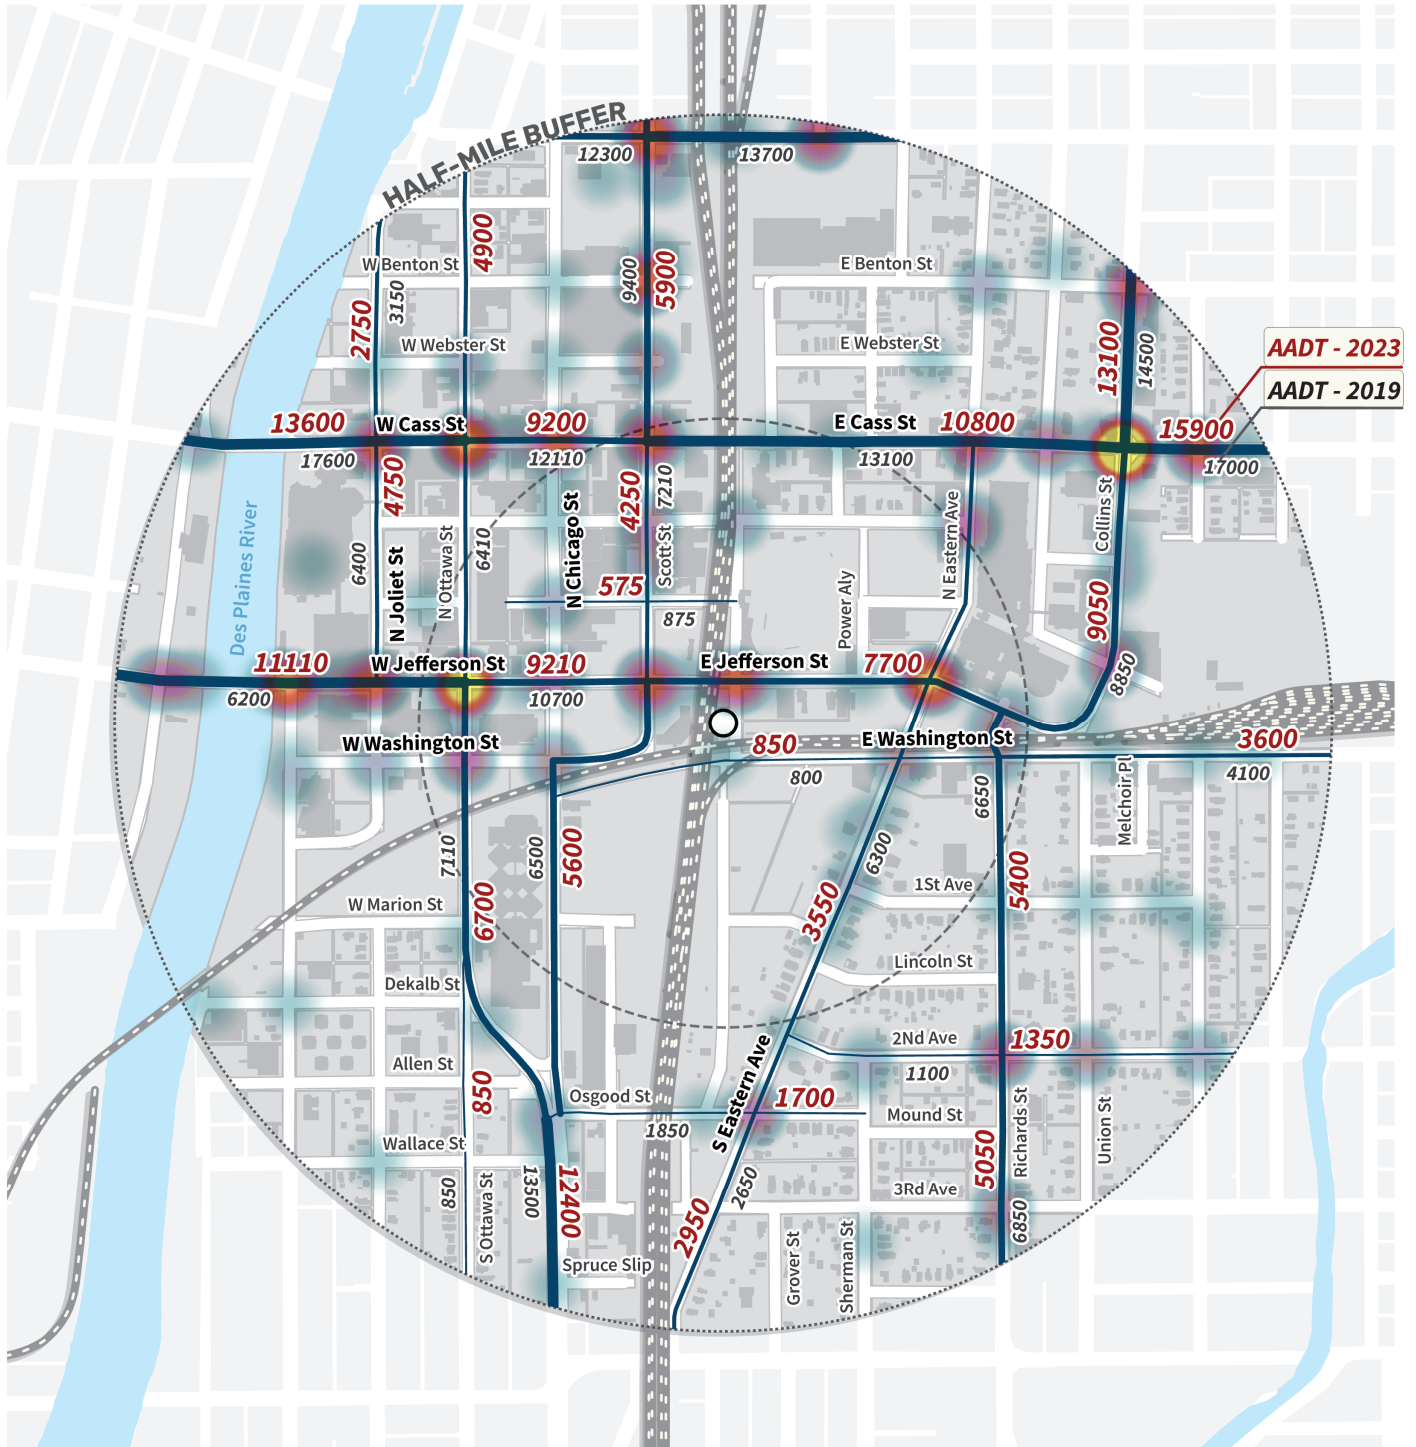 HALF-MILE BUFFER
12300
13700
4900
W Benton St
3150
2750
9400
5900
E Benton St
W Webster St
E Webster St
13100
14500
AADT - 2023
AADT - 2019
13600
W Cass St
9200
E Cass St
10800
15900
17600
12110
13100
17000
4750
4250
7210
N Chicago St
N Eastern Ave
Collins St
Des Plaines River
6400
N Joliet St
N Ottawa St
6410
Scott St
575
875
Power Aly
9050
8850
11110
W Jefferson St
9210
E Jefferson St
7700
6200
10700
W Washington St
850
E Washington St
3600
800
4100
6650
Melchoir Pl
7110
6500
5600
6300
6700
3550
1St Ave
5400
W Marion St
Lincoln St
Dekalb St
2Nd Ave
1350
1100
Allen St
850
Osgood St
S Eastern Ave
1700
Mound St
1850
Richards St
Union St
Wallace St
5050
850
S Ottawa St
13500
12400
2650
3Rd Ave
2950
6850
Grover St
Sherman St
Spruce Slip